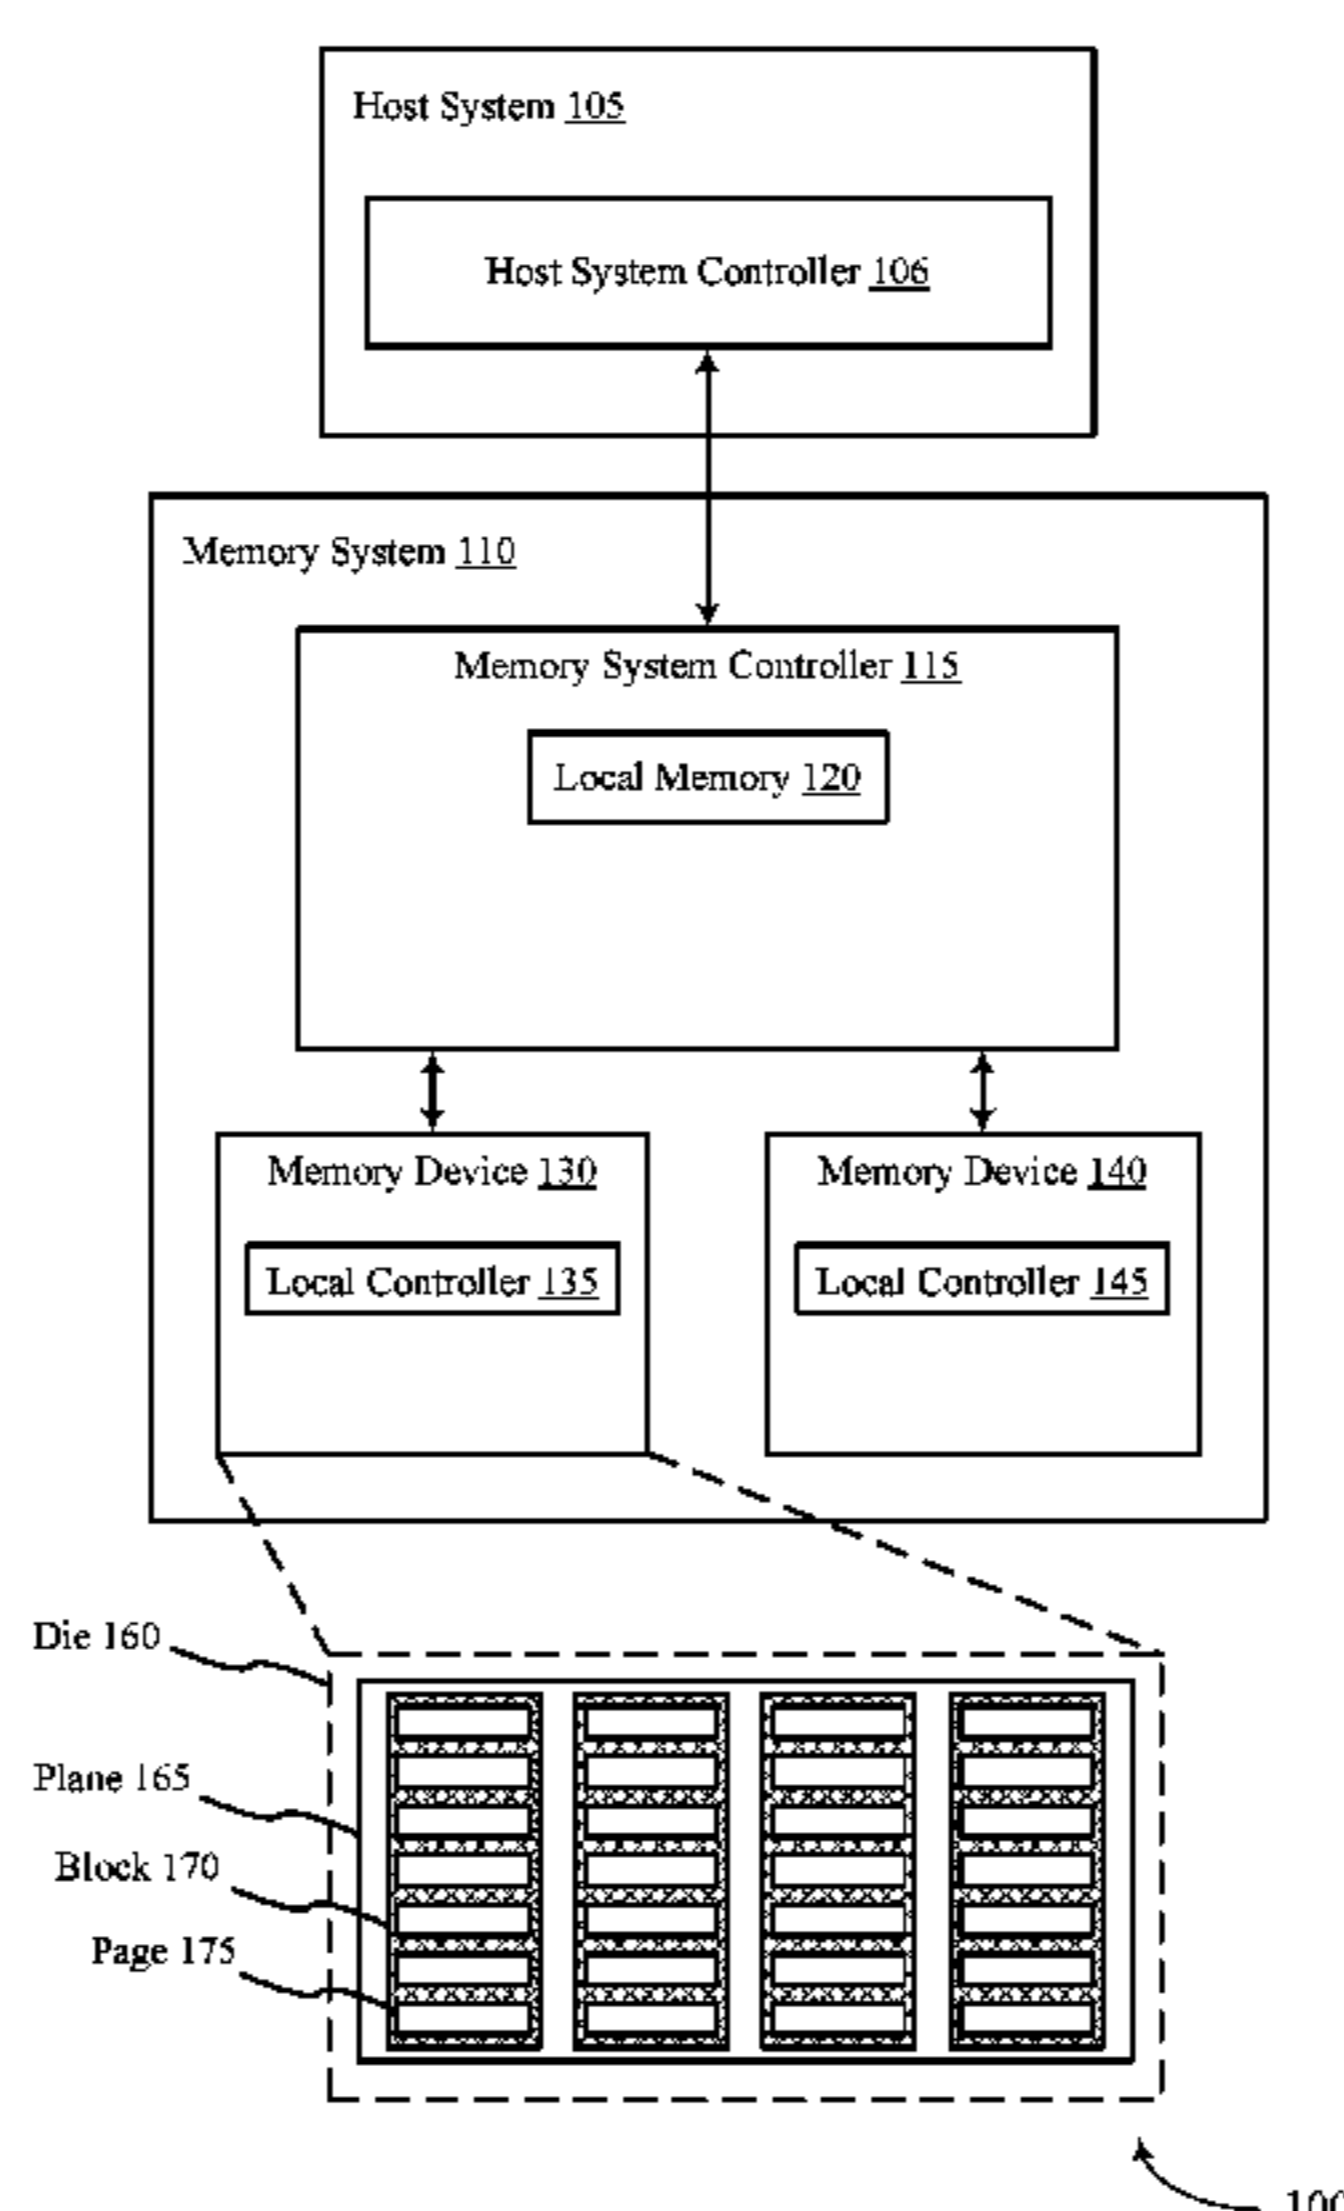 Host System 105
Host System Controller 106
Memory System 110
Memory System Controller 115
Local Memory 120
Memory Device 130
Memory Device 140
Local Controller 135
Local Controller 145
Die 160
Plane 165
Block 170
Page 175
100